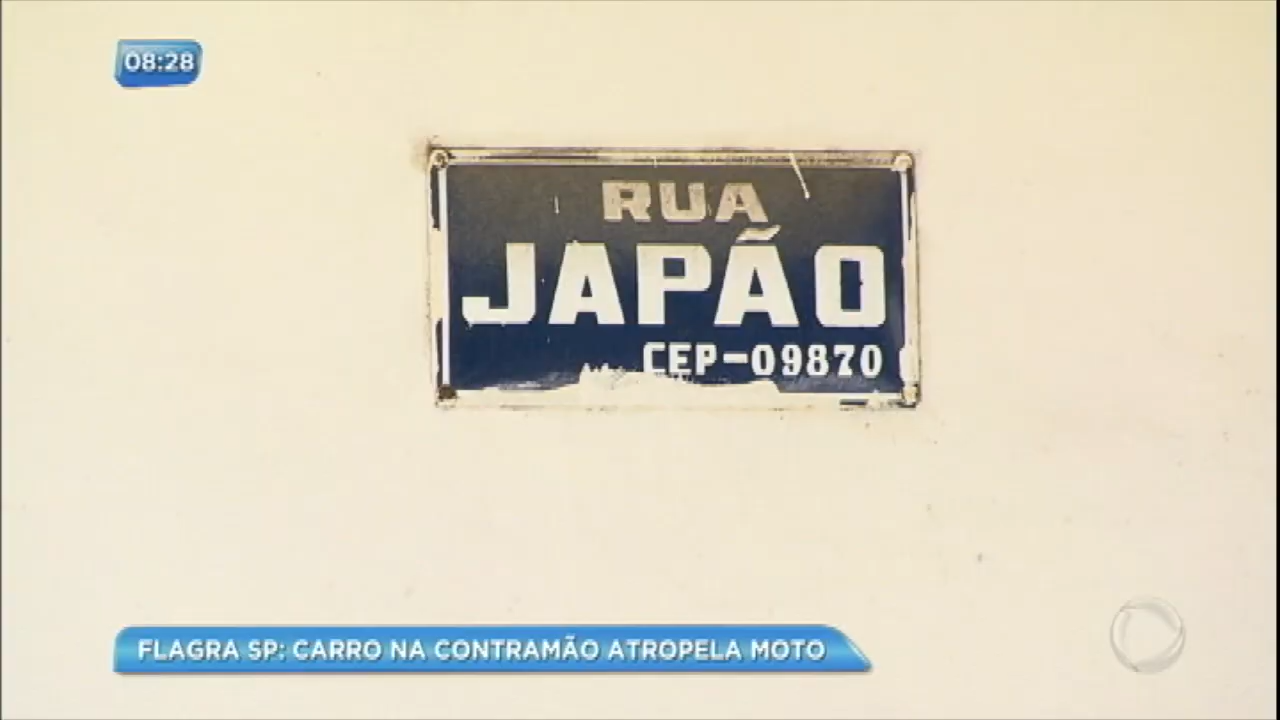 08:28
RUA
JAPÃO
CEP-09870
FLAGRA SP: CARRO NA CONTRAMÃO ATROPELA MOTO